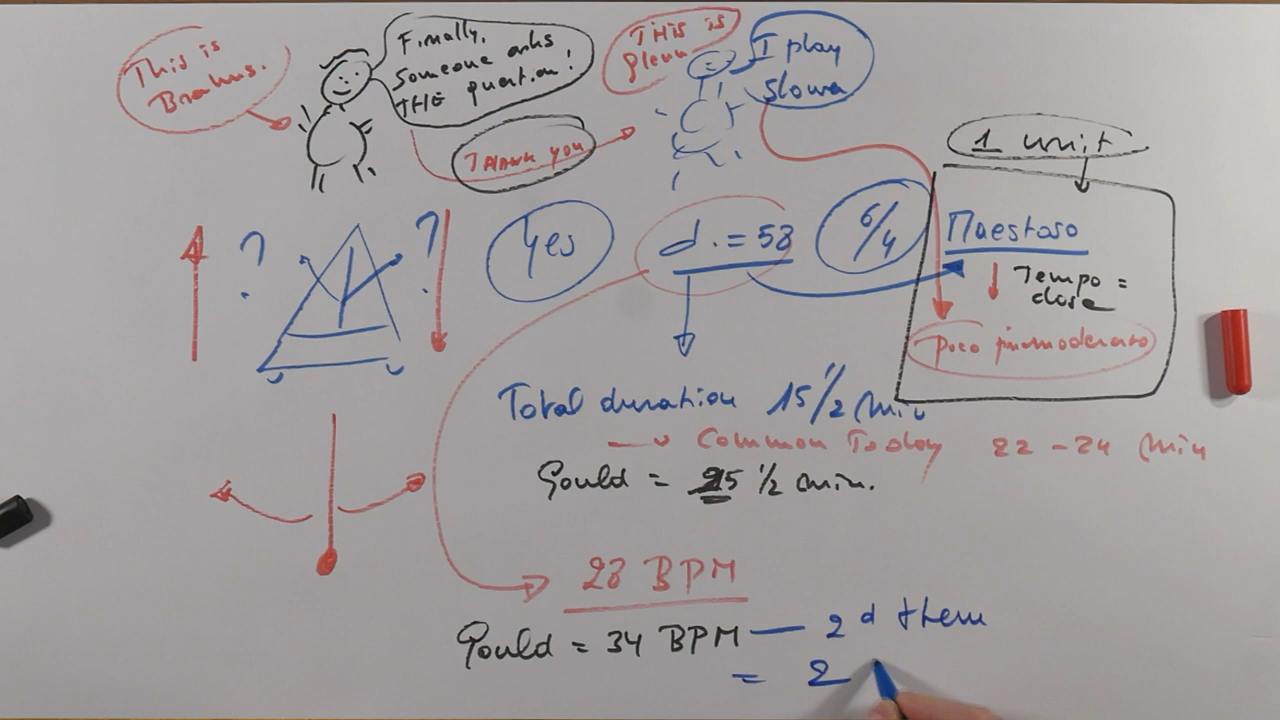 This is
Brahms.
Finally,
someone asks
THE question!
THANK YOU
THIS is
glenn
I play
slower
1 unit
? ?
Yes
d. = 58
6/4
Maestoso
Tempo =
close
Poco più moderato
Total duration 15 1/2 min
Common Today 22 - 24 min
Gould = 25 1/2 min.
28 BPM
Gould = 34 BPM — 2d them
= 2